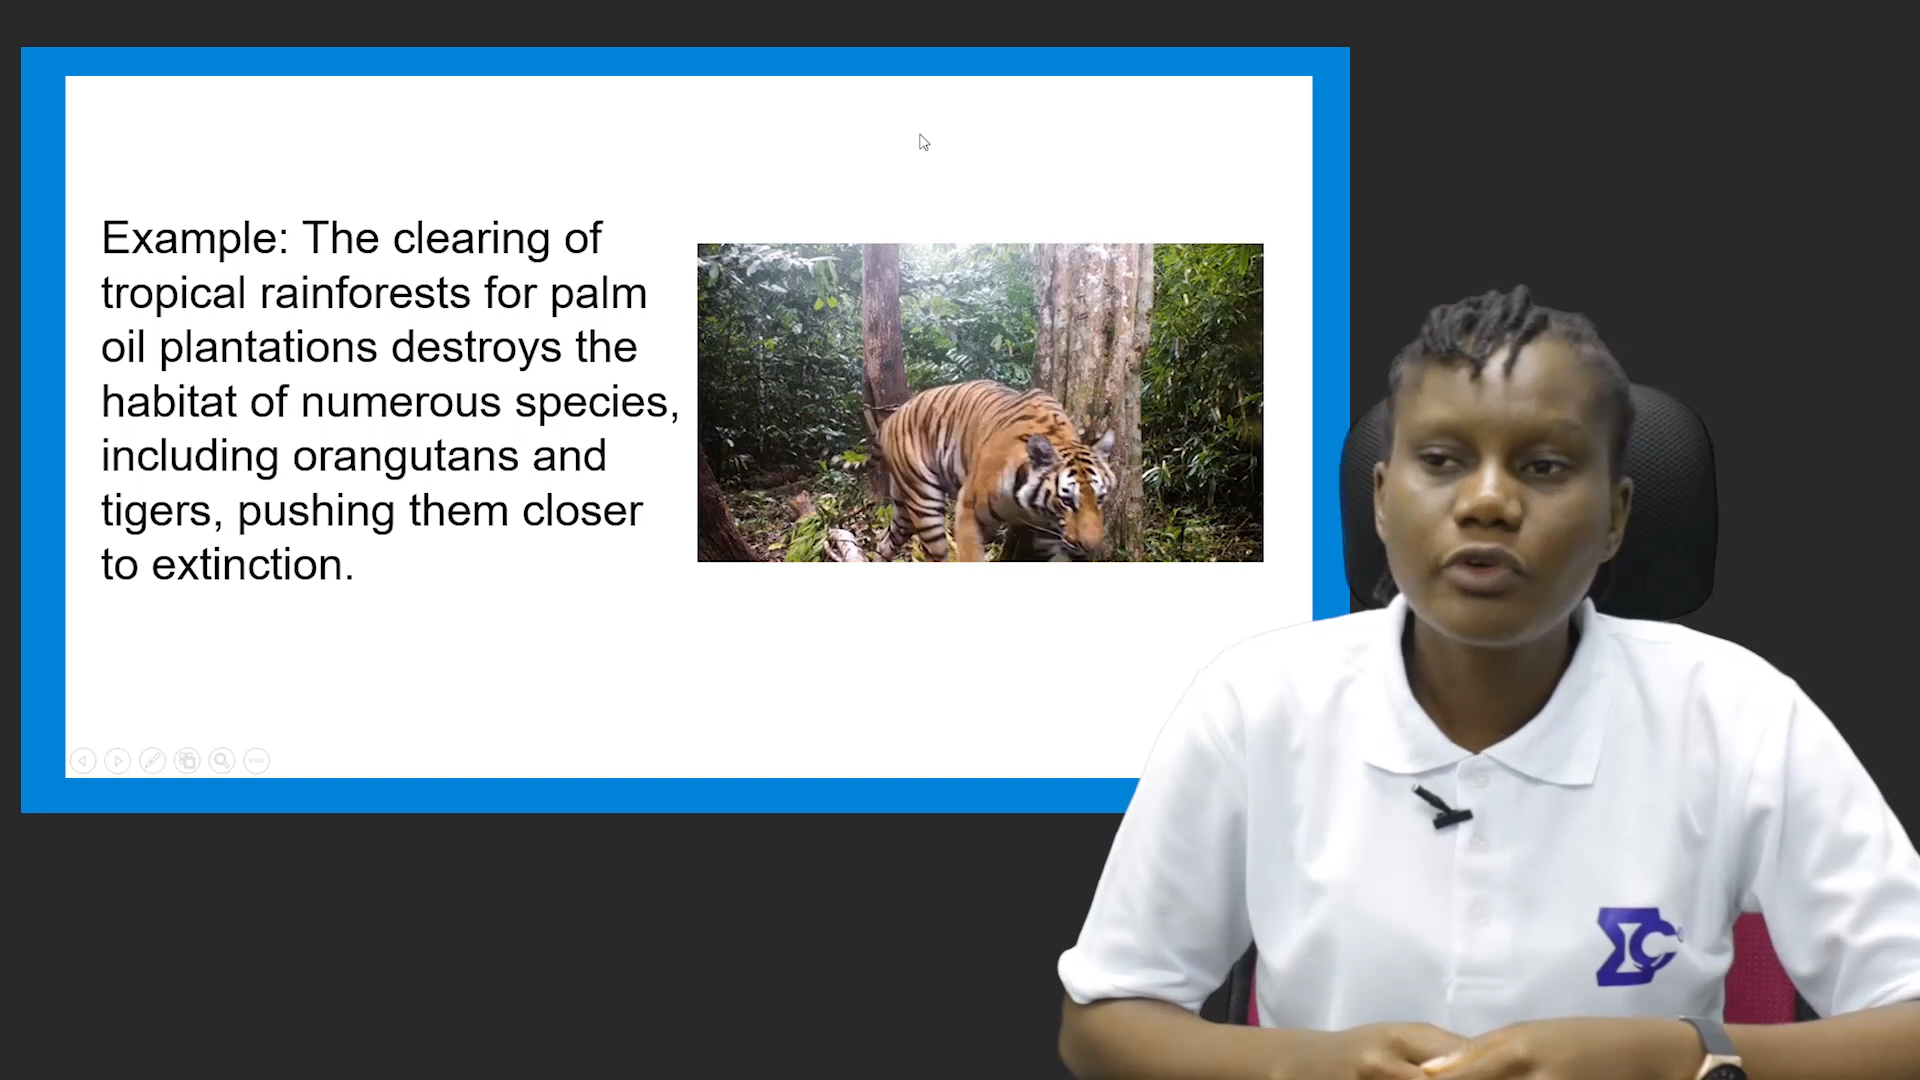 Example: The clearing of
tropical rainforests for palm
oil plantations destroys the
habitat of numerous species,
including orangutans and
tigers, pushing them closer
to extinction.